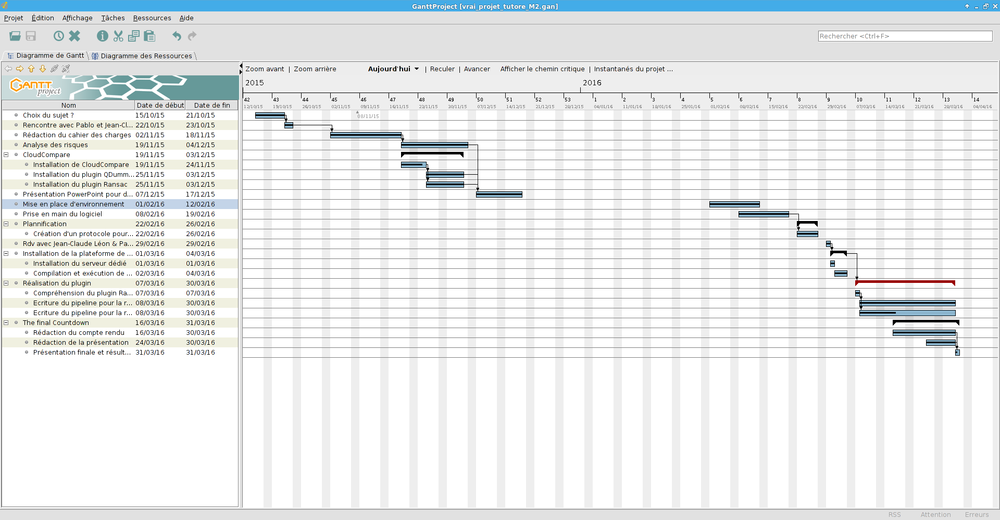 GanttProject [vrai_projet_tutore_M2.gan]
Projet Édition Affichage Tâches Ressources Aide
Rechercher <Ctrl+F>
Diagramme de Gantt Diagramme des Ressources
Zoom avant | Zoom arrière Aujourd'hui | Reculer | Avancer Afficher le chemin critique | Instantanés du projet ...
GANTT project
2015 2016
42 43 44 45 46 47 48 49 50 51 52 53 1 2 3 4 5 6 7 8 9 10 11 12 13 14
12/10/15 19/10/15 26/10/15 02/11/15 09/11/15 16/11/15 23/11/15 30/11/15 07/12/15 14/12/15 21/12/15 28/12/15 04/01/16 11/01/16 18/01/16 25/01/16 01/02/16 08/02/16 15/02/16 22/02/16 29/02/16 07/03/16 14/03/16 21/03/16 28/03/16 04/04/16
08/11/15
Nom Date de début Date de fin
Choix du sujet ? 15/10/15 21/10/15
Rencontre avec Pablo et Jean-Cl... 22/10/15 23/10/15
Rédaction du cahier des charges 02/11/15 18/11/15
Analyse des risques 19/11/15 04/12/15
CloudCompare 19/11/15 03/12/15
Installation de CloudCompare 19/11/15 24/11/15
Installation du plugin QDumm... 25/11/15 03/12/15
Installation du plugin Ransac 25/11/15 03/12/15
Présentation PowerPoint pour d... 07/12/15 17/12/15
Mise en place d'environnement 01/02/16 12/02/16
Prise en main du logiciel 08/02/16 19/02/16
Plannification 22/02/16 26/02/16
Création d'un protocole pour... 22/02/16 26/02/16
Rdv avec Jean-Claude Léon & Pa... 29/02/16 29/02/16
Installation de la plateforme de ... 01/03/16 04/03/16
Installation du serveur dédié 01/03/16 01/03/16
Compilation et exécution de ... 02/03/16 04/03/16
Réalisation du plugin 07/03/16 30/03/16
Compréhension du plugin Ra... 07/03/16 07/03/16
Ecriture du pipeline pour la r... 08/03/16 30/03/16
Ecriture du pipeline pour la r... 08/03/16 30/03/16
The final Countdown 16/03/16 31/03/16
Rédaction du compte rendu 16/03/16 30/03/16
Rédaction de la présentation 24/03/16 30/03/16
Présentation finale et résult... 31/03/16 31/03/16
RSS Attention Erreurs